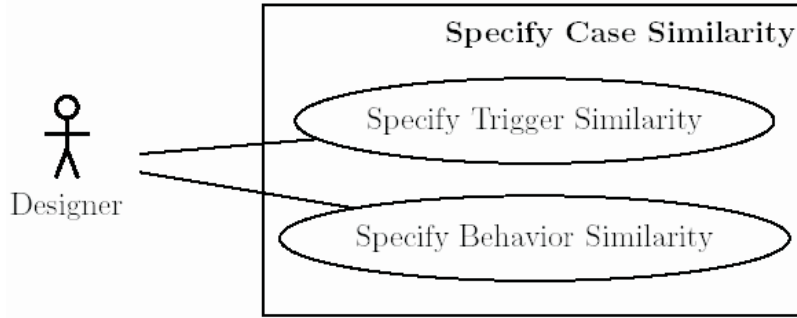 Specify Case Similarity
Specify Trigger Similarity
Designer
Specify Behavior Similarity